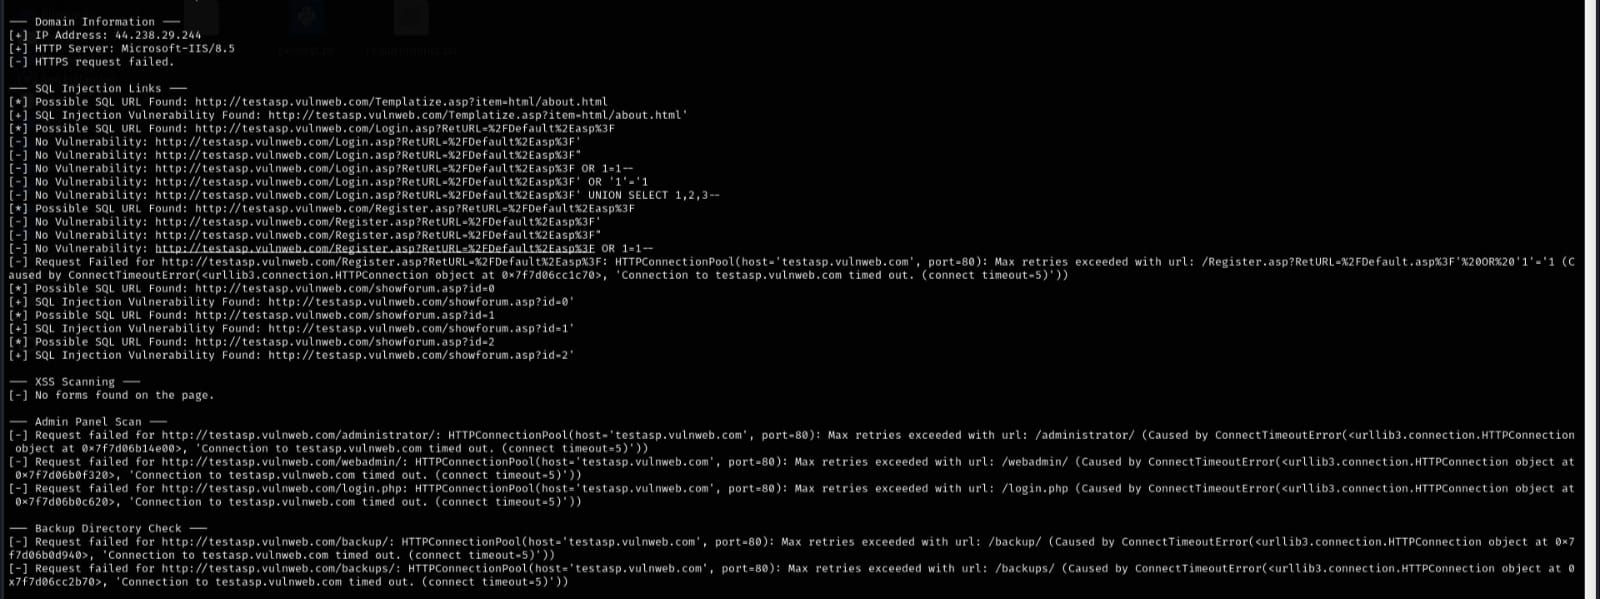 ── Domain Information ──
[+] IP Address: 44.238.29.244
[+] HTTP Server: Microsoft-IIS/8.5
[-] HTTPS request failed.
── SQL Injection Links ──
[*] Possible SQL URL Found: http://testasp.vulnweb.com/Templatize.asp?item=html/about.html
[+] SQL Injection Vulnerability Found: http://testasp.vulnweb.com/Templatize.asp?item=html/about.html'
[*] Possible SQL URL Found: http://testasp.vulnweb.com/Login.asp?RetURL=%2FDefault%2Easp%3F
[-] No Vulnerability: http://testasp.vulnweb.com/Login.asp?RetURL=%2FDefault%2Easp%3F'
[-] No Vulnerability: http://testasp.vulnweb.com/Login.asp?RetURL=%2FDefault%2Easp%3F"
[-] No Vulnerability: http://testasp.vulnweb.com/Login.asp?RetURL=%2FDefault%2Easp%3F OR 1=1--
[-] No Vulnerability: http://testasp.vulnweb.com/Login.asp?RetURL=%2FDefault%2Easp%3F' OR '1'='1
[-] No Vulnerability: http://testasp.vulnweb.com/Login.asp?RetURL=%2FDefault%2Easp%3F' UNION SELECT 1,2,3--
[*] Possible SQL URL Found: http://testasp.vulnweb.com/Register.asp?RetURL=%2FDefault%2Easp%3F
[-] No Vulnerability: http://testasp.vulnweb.com/Register.asp?RetURL=%2FDefault%2Easp%3F'
[-] No Vulnerability: http://testasp.vulnweb.com/Register.asp?RetURL=%2FDefault%2Easp%3F"
[-] No Vulnerability: http://testasp.vulnweb.com/Register.asp?RetURL=%2FDefault%2Easp%3F OR 1=1--
[-] Request Failed for http://testasp.vulnweb.com/Register.asp?RetURL=%2FDefault%2Easp%3F: HTTPConnectionPool(host='testasp.vulnweb.com', port=80): Max retries exceeded with url: /Register.asp?RetURL=%2FDefault.asp%3F'%20OR%20'1'='1 (C
aused by ConnectTimeoutError(<urllib3.connection.HTTPConnection object at 0×7f7d06cc1c70>, 'Connection to testasp.vulnweb.com timed out. (connect timeout=5)'))
[*] Possible SQL URL Found: http://testasp.vulnweb.com/showforum.asp?id=0
[+] SQL Injection Vulnerability Found: http://testasp.vulnweb.com/showforum.asp?id=0'
[*] Possible SQL URL Found: http://testasp.vulnweb.com/showforum.asp?id=1
[+] SQL Injection Vulnerability Found: http://testasp.vulnweb.com/showforum.asp?id=1'
[*] Possible SQL URL Found: http://testasp.vulnweb.com/showforum.asp?id=2
[+] SQL Injection Vulnerability Found: http://testasp.vulnweb.com/showforum.asp?id=2'
── XSS Scanning ──
[-] No forms found on the page.
── Admin Panel Scan ──
[-] Request failed for http://testasp.vulnweb.com/administrator/: HTTPConnectionPool(host='testasp.vulnweb.com', port=80): Max retries exceeded with url: /administrator/ (Caused by ConnectTimeoutError(<urllib3.connection.HTTPConnection
object at 0×7f7d06b14e00>, 'Connection to testasp.vulnweb.com timed out. (connect timeout=5)'))
[-] Request failed for http://testasp.vulnweb.com/webadmin/: HTTPConnectionPool(host='testasp.vulnweb.com', port=80): Max retries exceeded with url: /webadmin/ (Caused by ConnectTimeoutError(<urllib3.connection.HTTPConnection object at
0×7f7d06b0f320>, 'Connection to testasp.vulnweb.com timed out. (connect timeout=5)'))
[-] Request failed for http://testasp.vulnweb.com/login.php: HTTPConnectionPool(host='testasp.vulnweb.com', port=80): Max retries exceeded with url: /login.php (Caused by ConnectTimeoutError(<urllib3.connection.HTTPConnection object at
0×7f7d06b0c620>, 'Connection to testasp.vulnweb.com timed out. (connect timeout=5)'))
── Backup Directory Check ──
[-] Request failed for http://testasp.vulnweb.com/backup/: HTTPConnectionPool(host='testasp.vulnweb.com', port=80): Max retries exceeded with url: /backup/ (Caused by ConnectTimeoutError(<urllib3.connection.HTTPConnection object at 0×7
f7d06b0d940>, 'Connection to testasp.vulnweb.com timed out. (connect timeout=5)'))
[-] Request failed for http://testasp.vulnweb.com/backups/: HTTPConnectionPool(host='testasp.vulnweb.com', port=80): Max retries exceeded with url: /backups/ (Caused by ConnectTimeoutError(<urllib3.connection.HTTPConnection object at 0
x7f7d06cc2b70>, 'Connection to testasp.vulnweb.com timed out. (connect timeout=5)'))